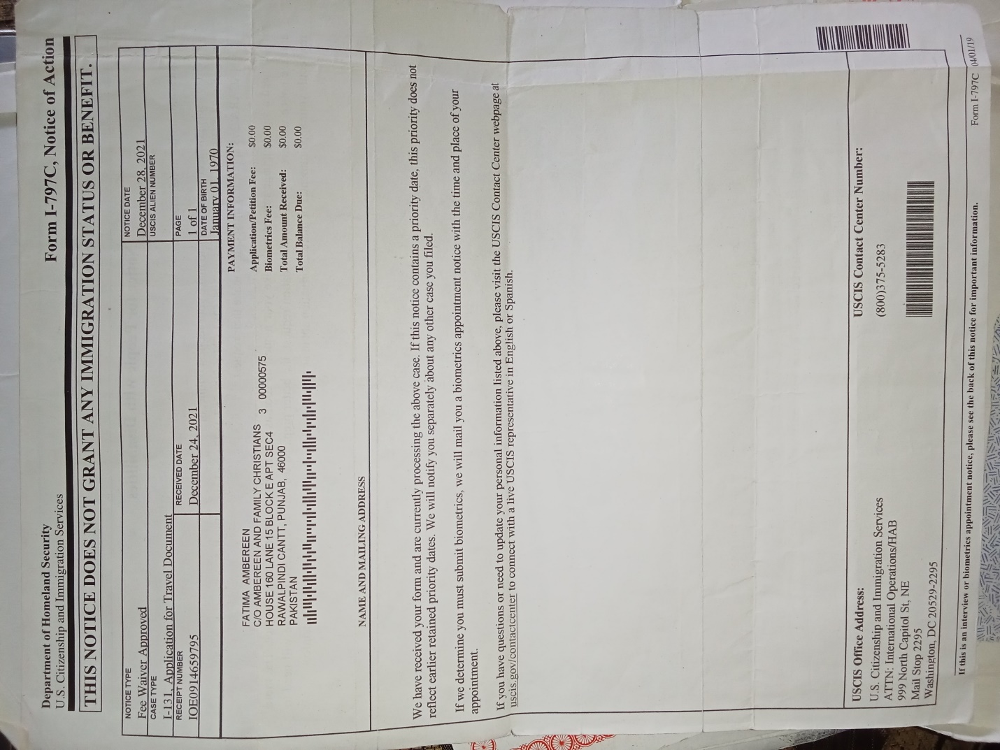 Department of Homeland Security
U.S. Citizenship and Immigration Services
Form I-797C, Notice of Action
THIS NOTICE DOES NOT GRANT ANY IMMIGRATION STATUS OR BENEFIT.
NOTICE TYPE
Fee Waiver Approved
NOTICE DATE
December 28, 2021
CASE TYPE
I-131, Application for Travel Document
USCIS ALIEN NUMBER
RECEIPT NUMBER
IOE0914659795
RECEIVED DATE
December 24, 2021
PAGE
1 of 1
DATE OF BIRTH
January 01, 1970
FATIMA AMBEREEN
C/O AMBEREEN AND FAMILY CHRISTIANS 3 00000575
HOUSE 160 LANE 15 BLOCK E APT SEC4
RAWALPINDI CANTT, PUNJAB, 46000
PAKISTAN
PAYMENT INFORMATION:
Application/Petition Fee: $0.00
Biometrics Fee: $0.00
Total Amount Received: $0.00
Total Balance Due: $0.00
NAME AND MAILING ADDRESS
We have received your form and are currently processing the above case. If this notice contains a priority date, this priority does not
reflect earlier retained priority dates. We will notify you separately about any other case you filed.
If we determine you must submit biometrics, we will mail you a biometrics appointment notice with the time and place of your
appointment.
If you have questions or need to update your personal information listed above, please visit the USCIS Contact Center webpage at
uscis.gov/contactcenter to connect with a live USCIS representative in English or Spanish.
USCIS Office Address:
U.S. Citizenship and Immigration Services
ATTN: International Operations/HAB
999 North Capitol St, NE
Mail Stop 2295
Washington, DC 20529-2295
USCIS Contact Center Number:
(800)375-5283
If this is an interview or biometrics appointment notice, please see the back of this notice for important information.
Form I-797C 04/01/19